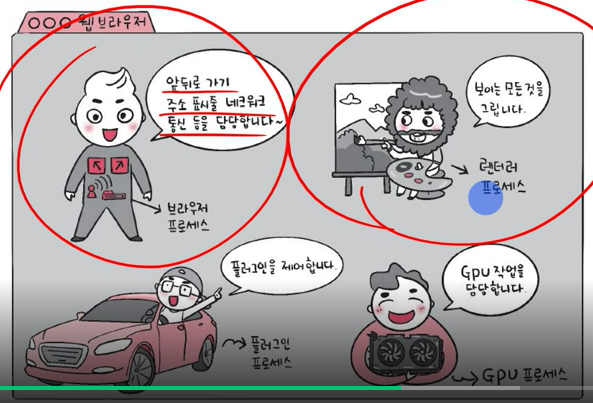 ○○○ 웹브라우저
앞뒤로 가기
주소 표시줄 네크워크
통신 등을 담당합니다~
브라우저
프로세스
보이는 모든 것을
그립니다.
렌더러
프로세스
플러그인을 제어합니다.
플러그인
프로세스
GPU 작업을
담당합니다.
GPU 프로세스